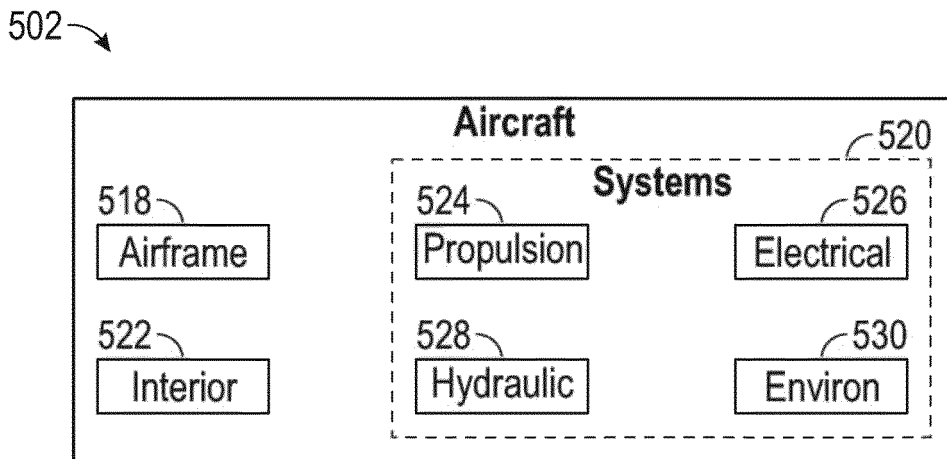 502
Aircraft
520
Systems
518 524 526
Airframe Propulsion Electrical
522 528 530
Interior Hydraulic Environ